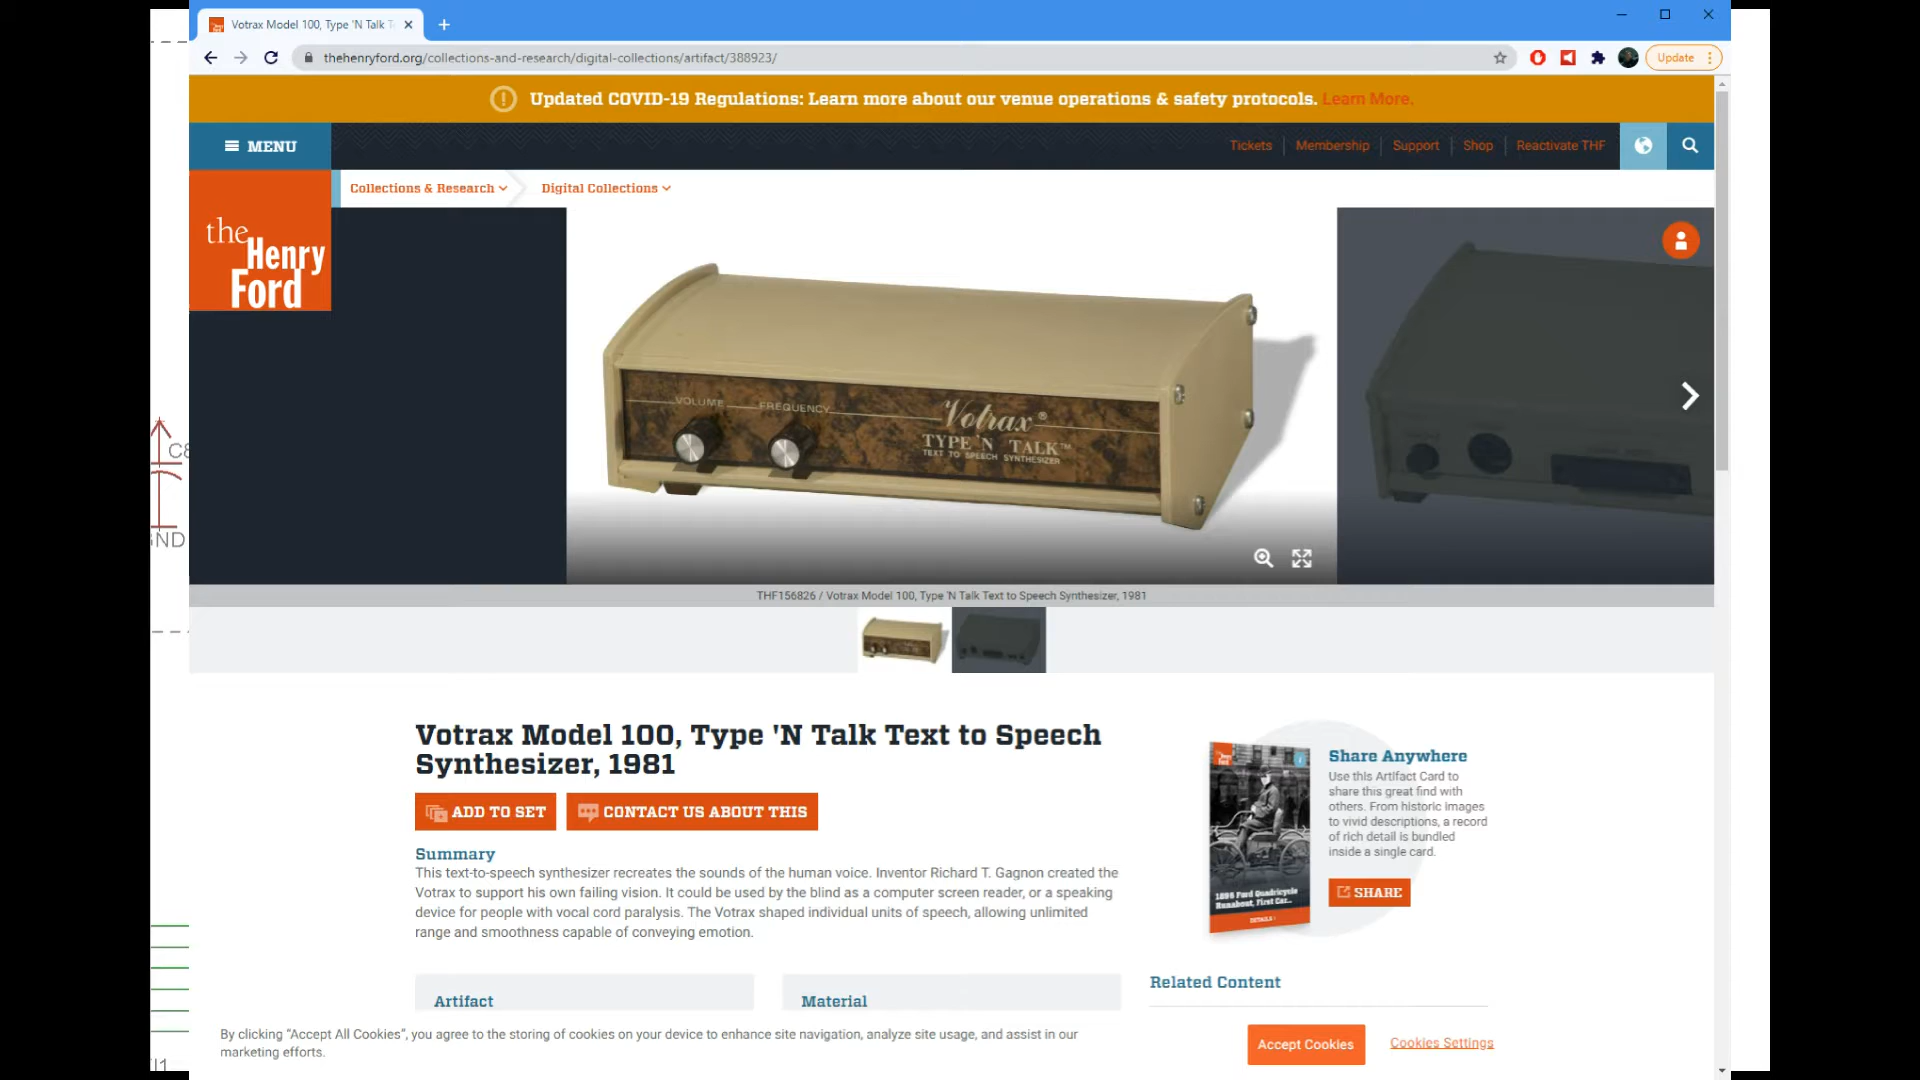 Votrax Model 100, Type 'N Talk T
thehenryford.org/collections-and-research/digital-collections/artifact/388923/
Update
Updated COVID-19 Regulations: Learn more about our venue operations & safety protocols. Learn More.
MENU
Tickets
Membership
Support
Shop
Reactivate THF
the
Henry
Ford
Collections & Research
Digital Collections
VOLUME
FREQUENCY
Votrax®
TYPE 'N TALK™
TEXT TO SPEECH SYNTHESIZER
THF156826 / Votrax Model 100, Type 'N Talk Text to Speech Synthesizer, 1981
GND
Votrax Model 100, Type 'N Talk Text to Speech
Synthesizer, 1981
ADD TO SET
CONTACT US ABOUT THIS
Summary
This text-to-speech synthesizer recreates the sounds of the human voice. Inventor Richard T. Gagnon created the
Votrax to support his own failing vision. It could be used by the blind as a computer screen reader, or a speaking
device for people with vocal cord paralysis. The Votrax shaped individual units of speech, allowing unlimited
range and smoothness capable of conveying emotion.
Artifact
Material
the
Henry
Ford
1896 Ford Quadricycle
Runabout, First Car...
DETAILS
Share Anywhere
Use this Artifact Card to
share this great find with
others. From historic images
to vivid descriptions, a record
of rich detail is bundled
inside a single card.
SHARE
Related Content
By clicking "Accept All Cookies", you agree to the storing of cookies on your device to enhance site navigation, analyze site usage, and assist in our
marketing efforts.
Accept Cookies
Cookies Settings